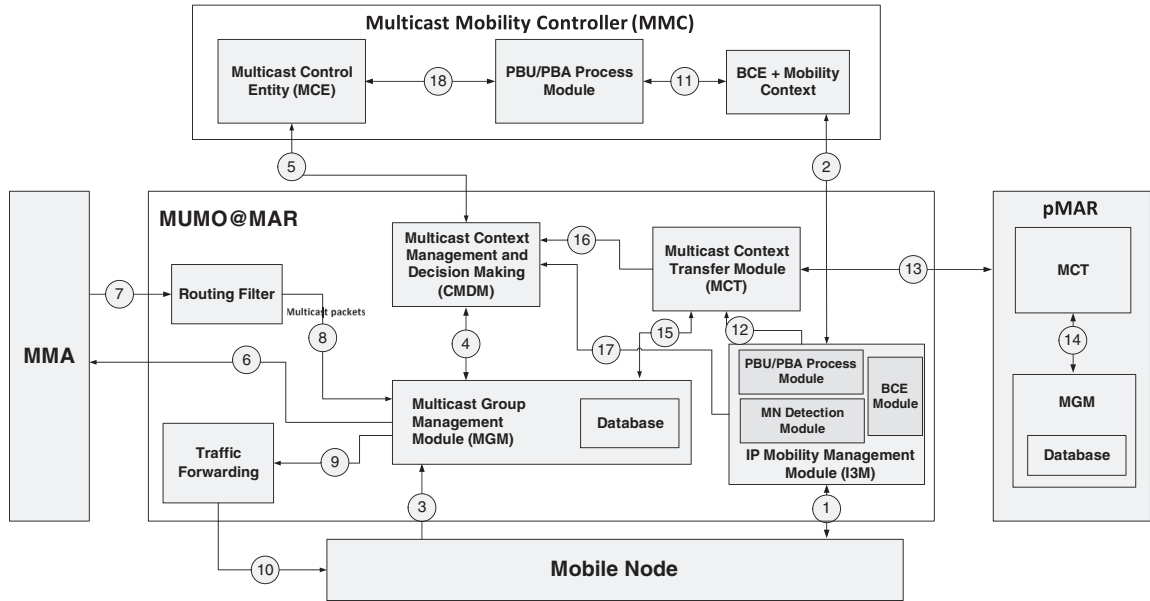 Multicast Mobility Controller (MMC)
Multicast Control
Entity (MCE)
18
PBU/PBA Process
Module
11
BCE + Mobility
Context
5
2
MMA
MUMO@MAR
7
Routing Filter
Multicast packets
8
6
Multicast Context
Management and
Decision Making
(CMDM)
16
Multicast Context
Transfer Module
(MCT)
13
4
15
12
17
PBU/PBA Process
Module
BCE
Module
MN Detection
Module
IP Mobility Management
Module (I3M)
Multicast Group
Management
Module (MGM)
Database
Traffic
Forwarding
9
3
1
10
Mobile Node
pMAR
MCT
14
MGM
Database